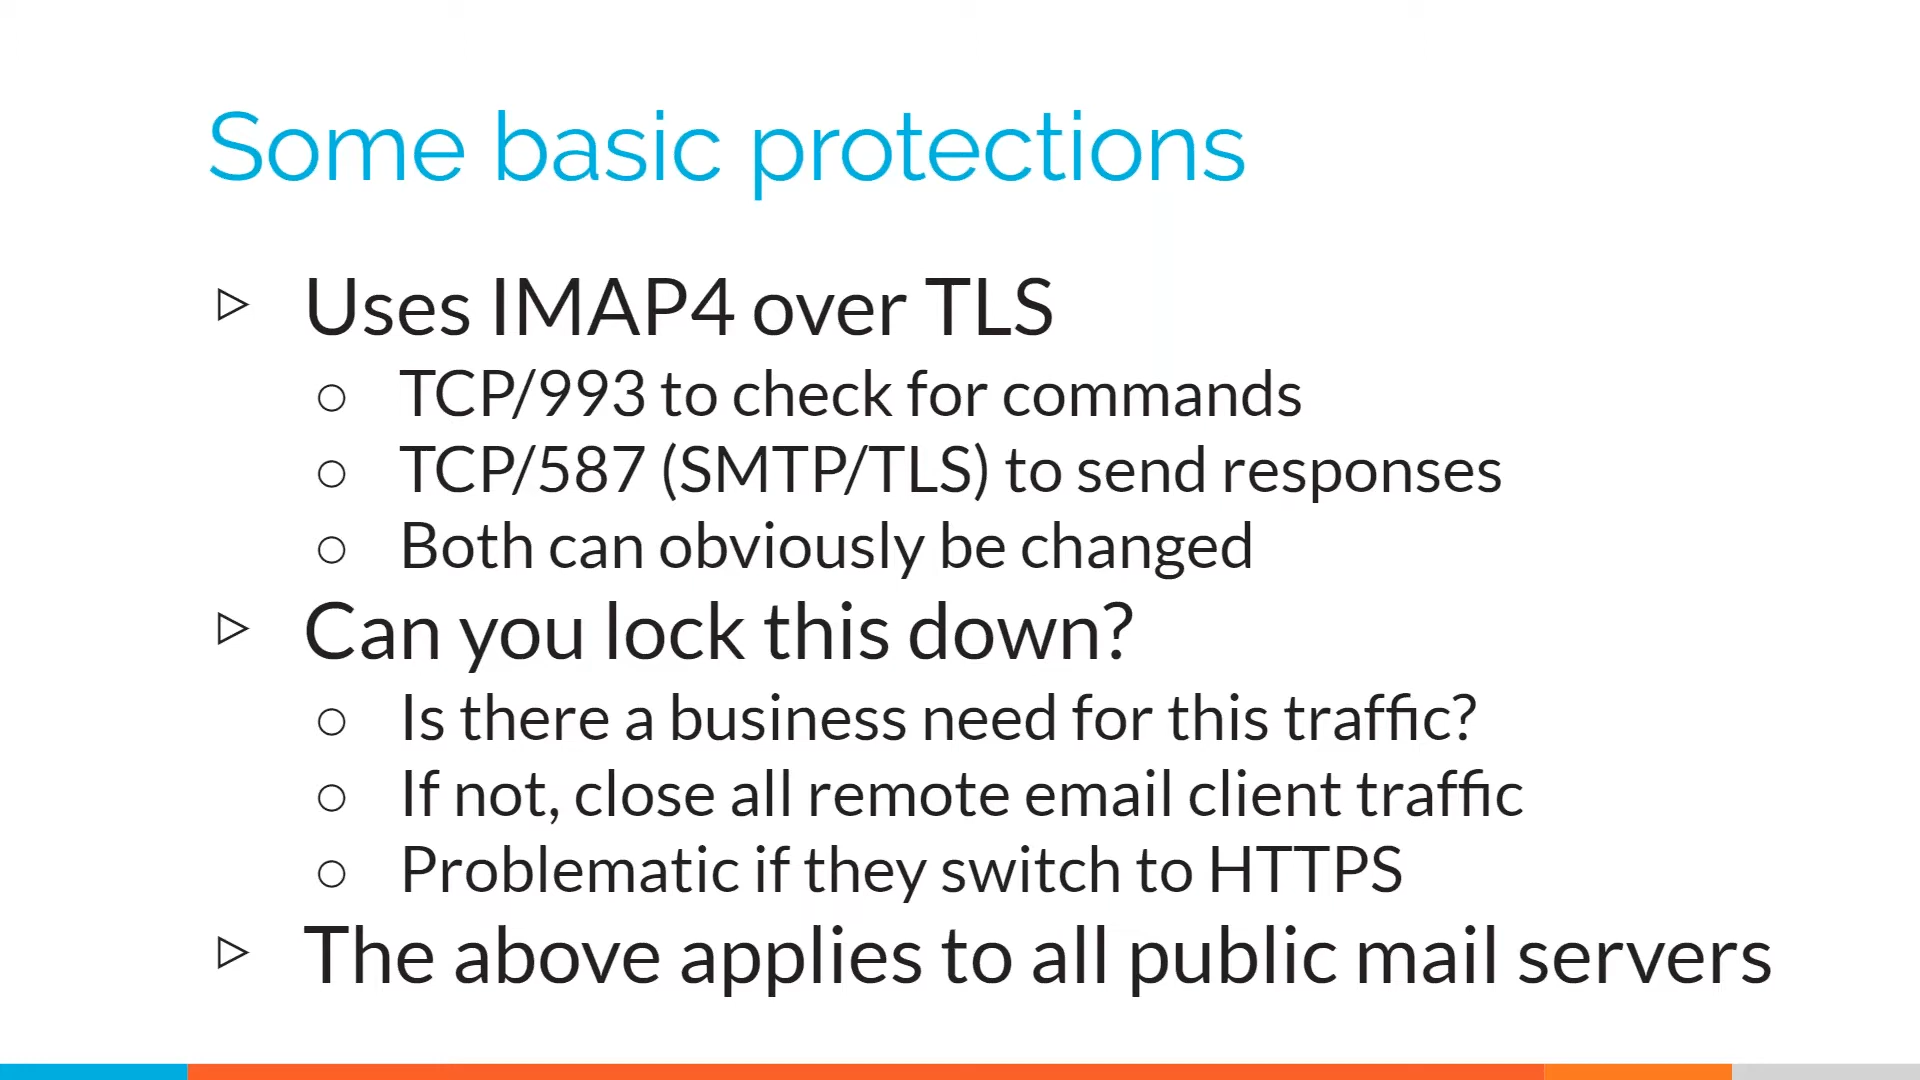 Some basic protections
▷ Uses IMAP4 over TLS
○ TCP/993 to check for commands
○ TCP/587 (SMTP/TLS) to send responses
○ Both can obviously be changed
▷ Can you lock this down?
○ Is there a business need for this traffic?
○ If not, close all remote email client traffic
○ Problematic if they switch to HTTPS
▷ The above applies to all public mail servers